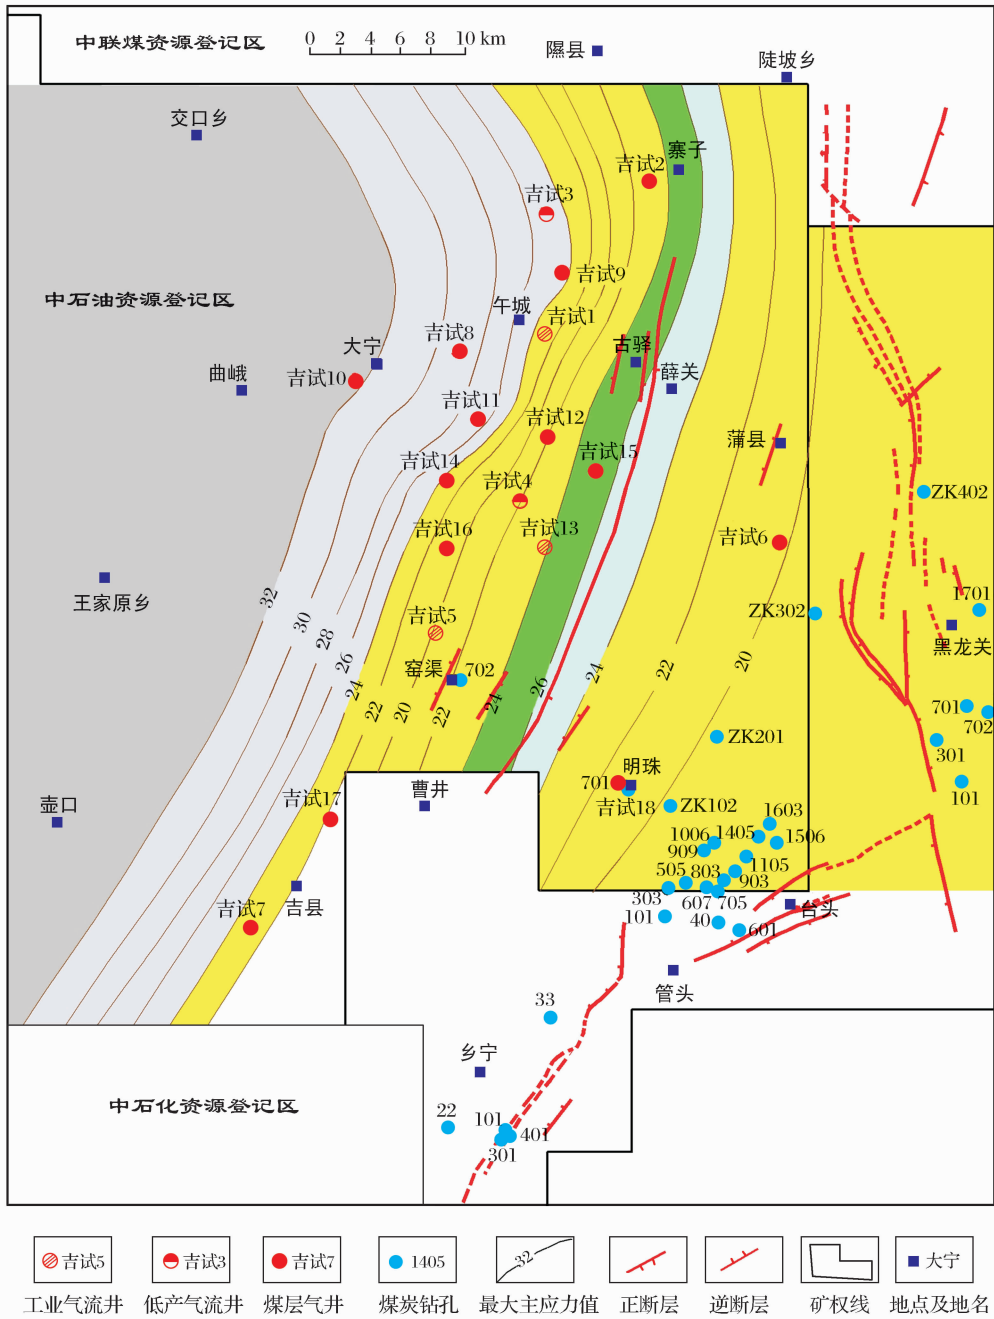 中联煤资源登记区
0 2 4 6 8 10 km
隰县
陡坡乡
交口乡
寨子
吉试2
吉试3
吉试9
中石油资源登记区
午城
吉试1
吉试8
大宁
古驿
薛关
曲峨
吉试10
吉试11
吉试12
蒲县
吉试15
吉试14
吉试4
ZK402
吉试13
吉试16
吉试6
王家原乡
32
30
28
26
24
22
20
22
24
26
24
22
20
吉试5
ZK302
1701
黑龙关
窑渠
702
701
702
ZK201
301
明珠
701
101
曹井
吉试17
壶口
吉试18
ZK102
1603
1006
1405
1506
909
1105
505
803
903
吉县
303
607
705
吉试7
101
40
601
台头
管头
33
乡宁
中石化资源登记区
22
101
401
301
吉试5
吉试3
吉试7
1405
32
大宁
工业气流井
低产气流井
煤层气井
煤炭钻孔
最大主应力值
正断层
逆断层
矿权线
地点及地名